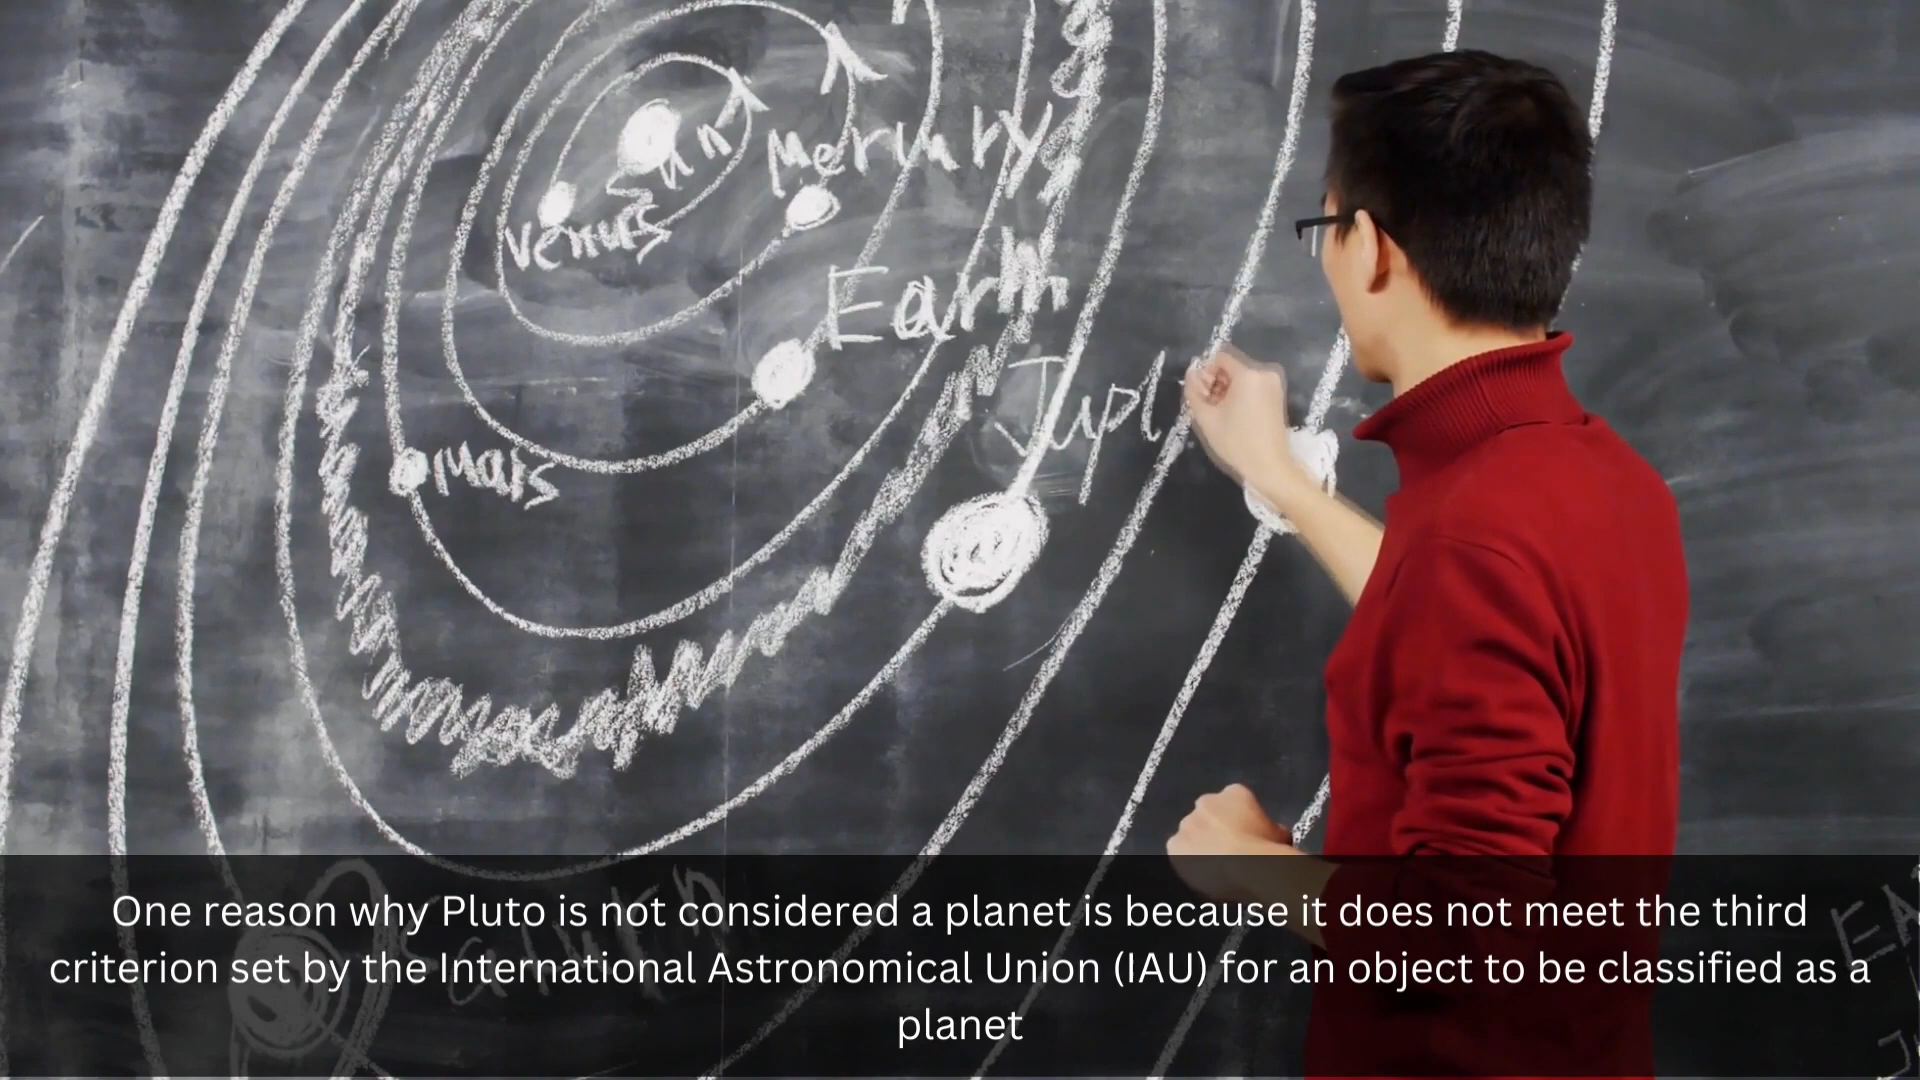 Sun
Mercury
Venus
Earth
Jupi
Mars
Saturn
EA
One reason why Pluto is not considered a planet is because it does not meet the third
criterion set by the International Astronomical Union (IAU) for an object to be classified as a
planet